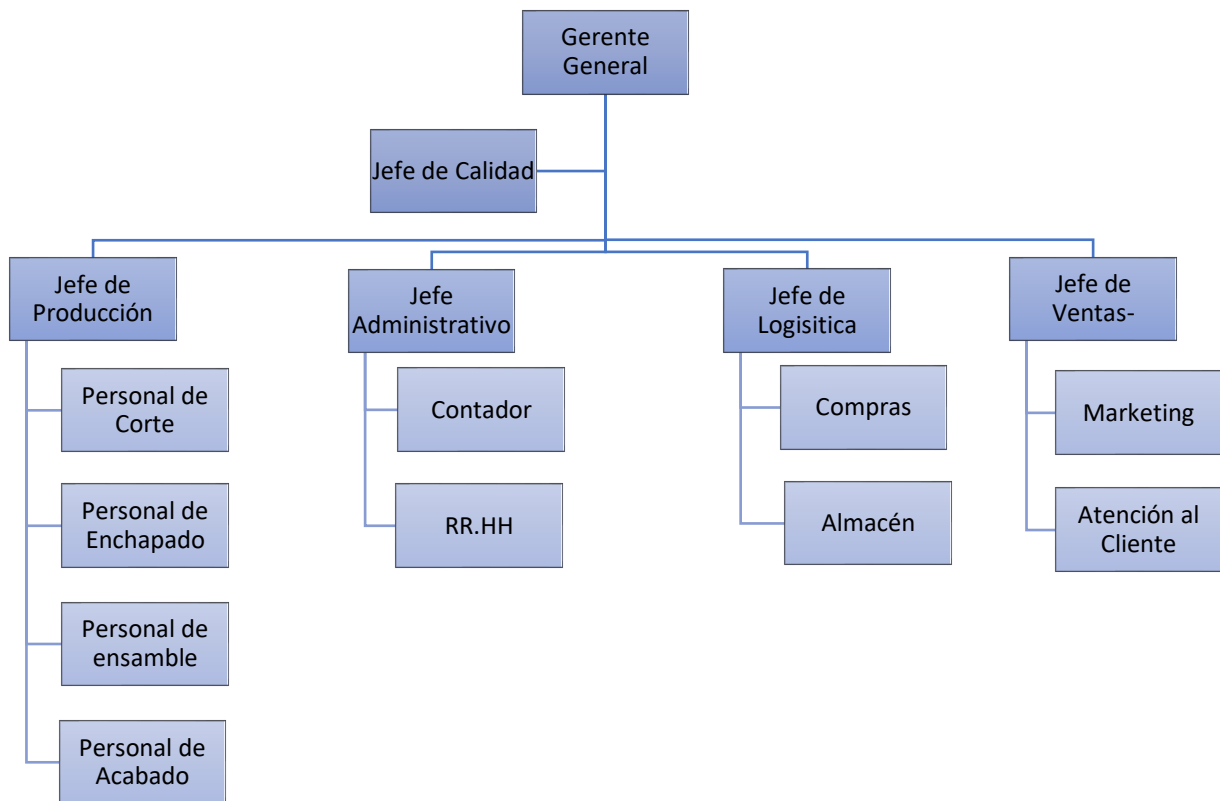 Gerente
General
Jefe de Calidad
Jefe de
Producción
Jefe
Administrativo
Jefe de
Logisitica
Jefe de
Ventas-
Personal de
Corte
Contador
Compras
Marketing
Personal de
Enchapado
RR.HH
Almacén
Atención al
Cliente
Personal de
ensamble
Personal de
Acabado